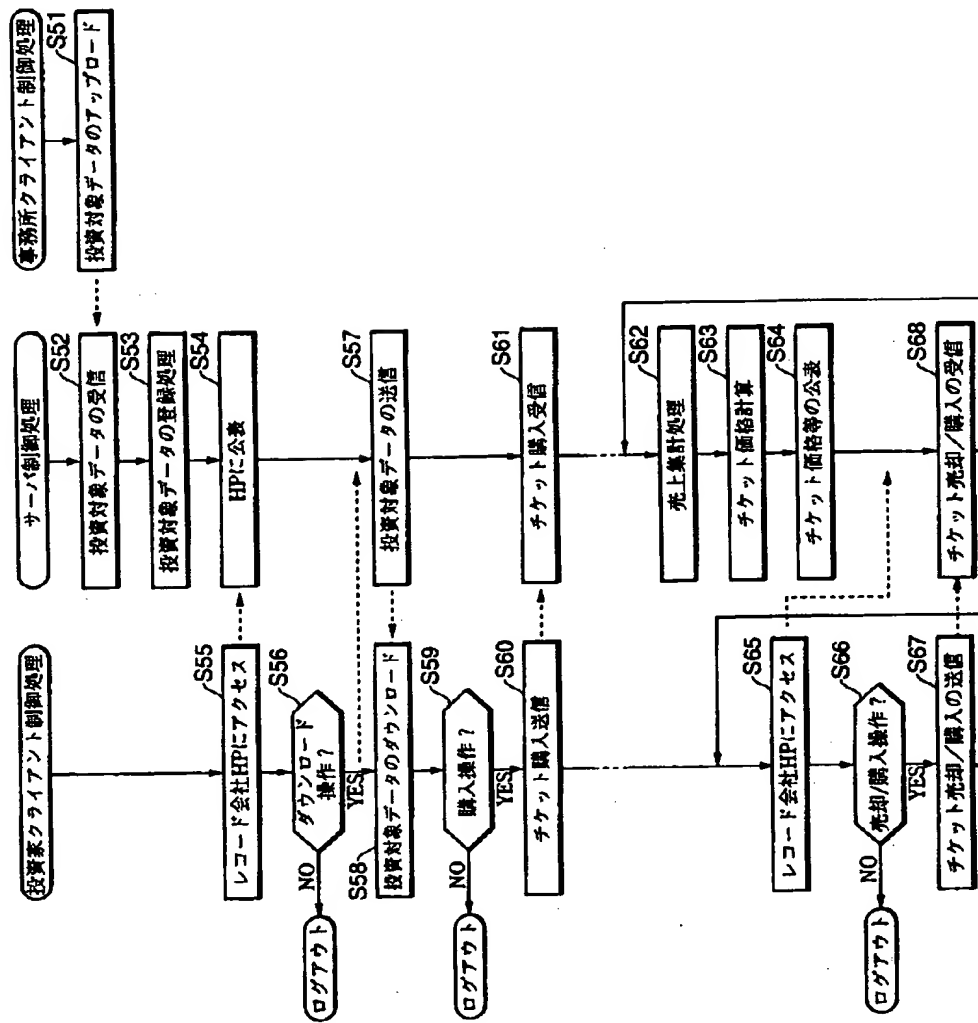 投資家クライアント制御処理
サーバ制御処理
事務所クライアント制御処理
S51
投資対象データのアップロード
S52
投資対象データの受信
S53
投資対象データの登録処理
S54
HPに公表
S55
レコード会社HPにアクセス
S56
ダウンロード
操作?
NO
ログアウト
YES
S57
投資対象データの送信
S58
投資対象データのダウンロード
S59
購入操作?
NO
ログアウト
YES
S60
チケット購入送信
S61
チケット購入受信
S62
売上集計処理
S63
チケット価格計算
S64
チケット価格等の公表
S65
レコード会社HPにアクセス
S66
売却/購入操作?
NO
ログアウト
YES
S67
チケット売却/購入の送信
S68
チケット売却/購入の受信